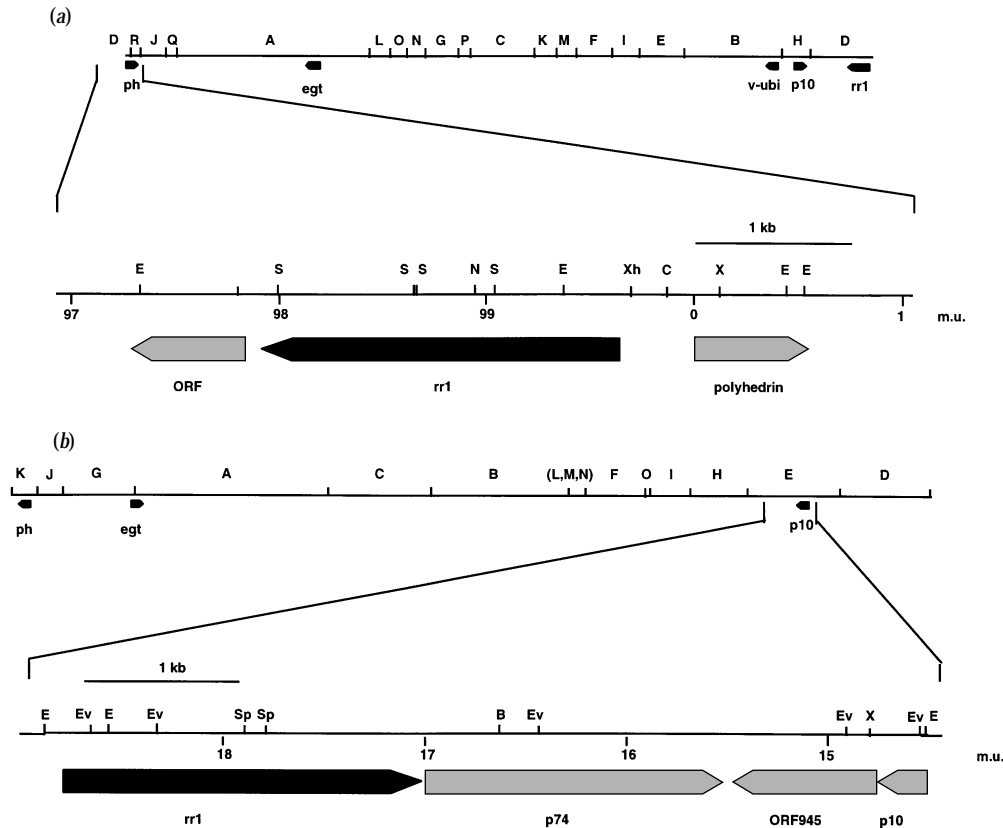 (a)
D R J Q A L O N G P C K M F I E B H D
ph egt v-ubi p10 rr1
1 kb
E S S S N S E Xh C X E E
97 98 99 0 1 m.u.
ORF rr1 polyhedrin
(b)
K J G A C B (L,M,N) F O I H E D
ph egt p10
1 kb
E Ev E Ev Sp Sp B Ev Ev X Ev E
18 17 16 15 m.u.
rr1 p74 ORF945 p10